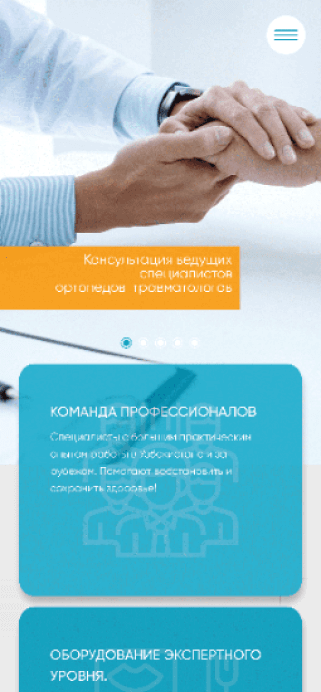 Консультация ведущих
специалистов
ортопедов травматологов
КОМАНДА ПРОФЕССИОНАЛОВ
Специалисты с большим практическим
опытом работы в Узбекистане и за
рубежом. Помогают восстановить и
сохранить здоровье!
ОБОРУДОВАНИЕ ЭКСПЕРТНОГО
УРОВНЯ.